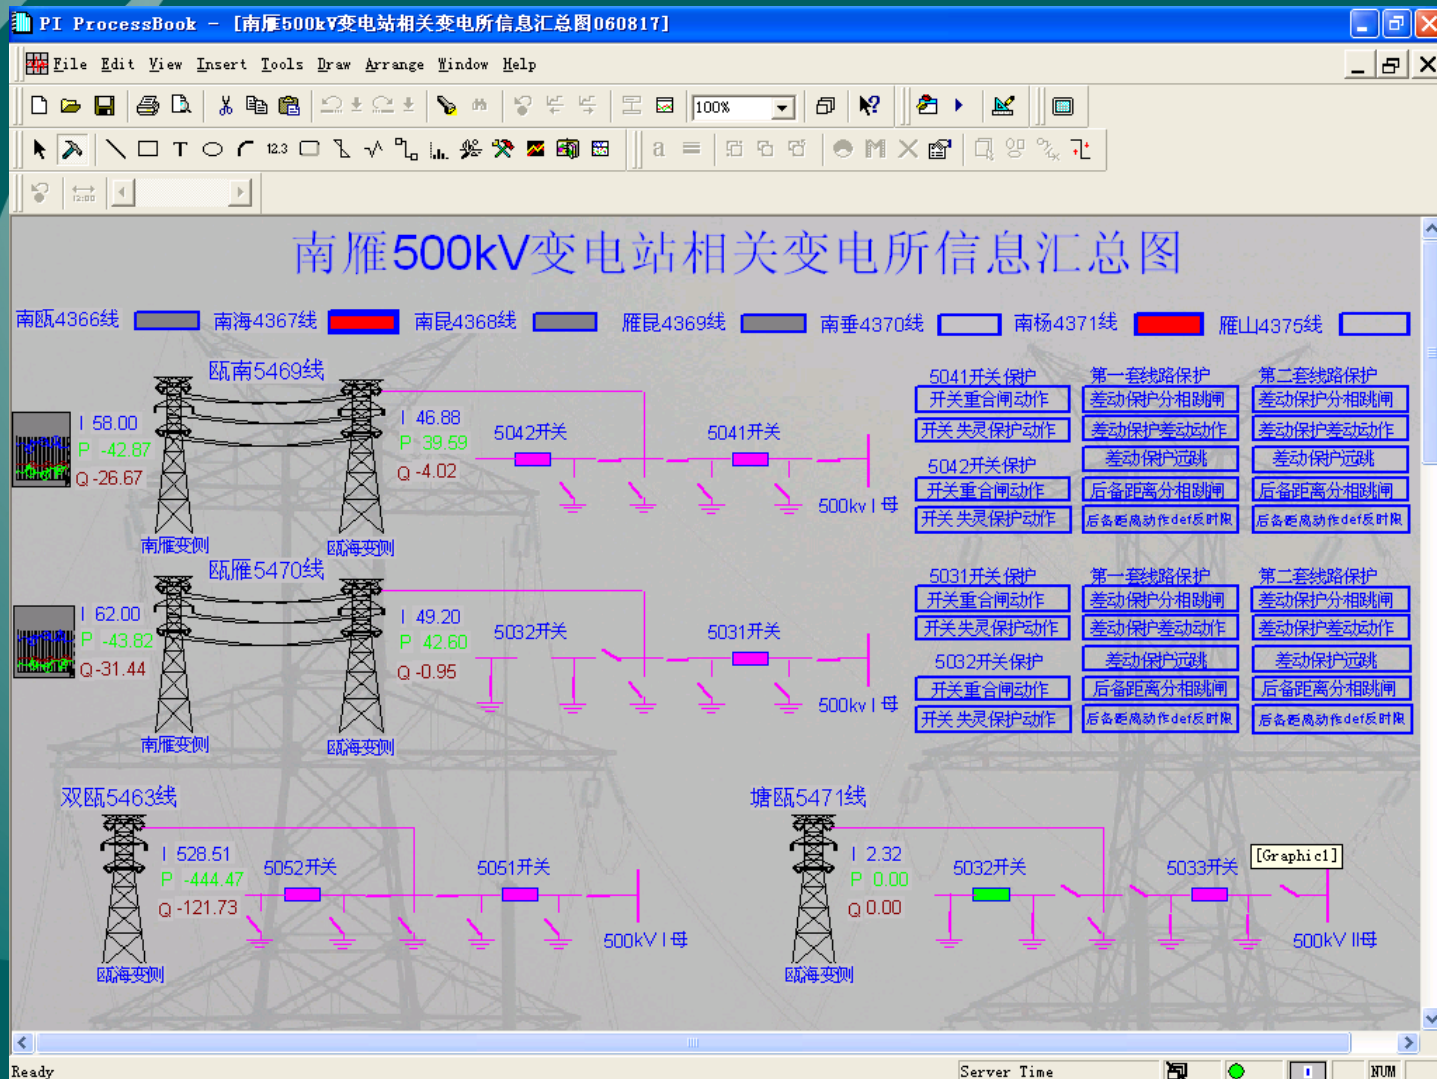 PI ProcessBook - [南雁500kV变电站相关变电所信息汇总图060817]
File Edit View Insert Tools Draw Arrange Window Help
100%
T 12.3 a
12:00
南雁500kV变电站相关变电所信息汇总图
南瓯4366线 南海4367线 南昆4368线 雁昆4369线 南垂4370线 南杨4371线 雁山4375线
瓯南5469线
I 58.00
P -42.87
Q -26.67
I 46.88
P 39.59
Q -4.02
5042开关 5041开关
500kv I 母
南雁变侧 瓯海变侧
5041开关保护 第一套线路保护 第二套线路保护
开关重合闸动作 差动保护分相跳闸 差动保护分相跳闸
开关失灵保护动作 差动保护差动动作 差动保护差动动作
5042开关保护 差动保护远跳 差动保护远跳
开关重合闸动作 后备距离分相跳闸 后备距离分相跳闸
开关失灵保护动作 后备距离动作def反时限 后备距离动作def反时限
瓯雁5470线
I 62.00
P -43.82
Q -31.44
I 49.20
P 42.60
Q -0.95
5032开关 5031开关
500kv I 母
南雁变侧 瓯海变侧
5031开关保护 第一套线路保护 第二套线路保护
开关重合闸动作 差动保护分相跳闸 差动保护分相跳闸
开关失灵保护动作 差动保护差动动作 差动保护差动动作
5032开关保护 差动保护远跳 差动保护远跳
开关重合闸动作 后备距离分相跳闸 后备距离分相跳闸
开关失灵保护动作 后备距离动作def反时限 后备距离动作def反时限
双瓯5463线
I 528.51
P -444.47
Q -121.73
5052开关 5051开关
500kV I 母
瓯海变侧
塘瓯5471线
I 2.32
P 0.00
Q 0.00
5032开关 5033开关
[Graphic1]
500kV II母
瓯海变侧
Ready Server Time NUM